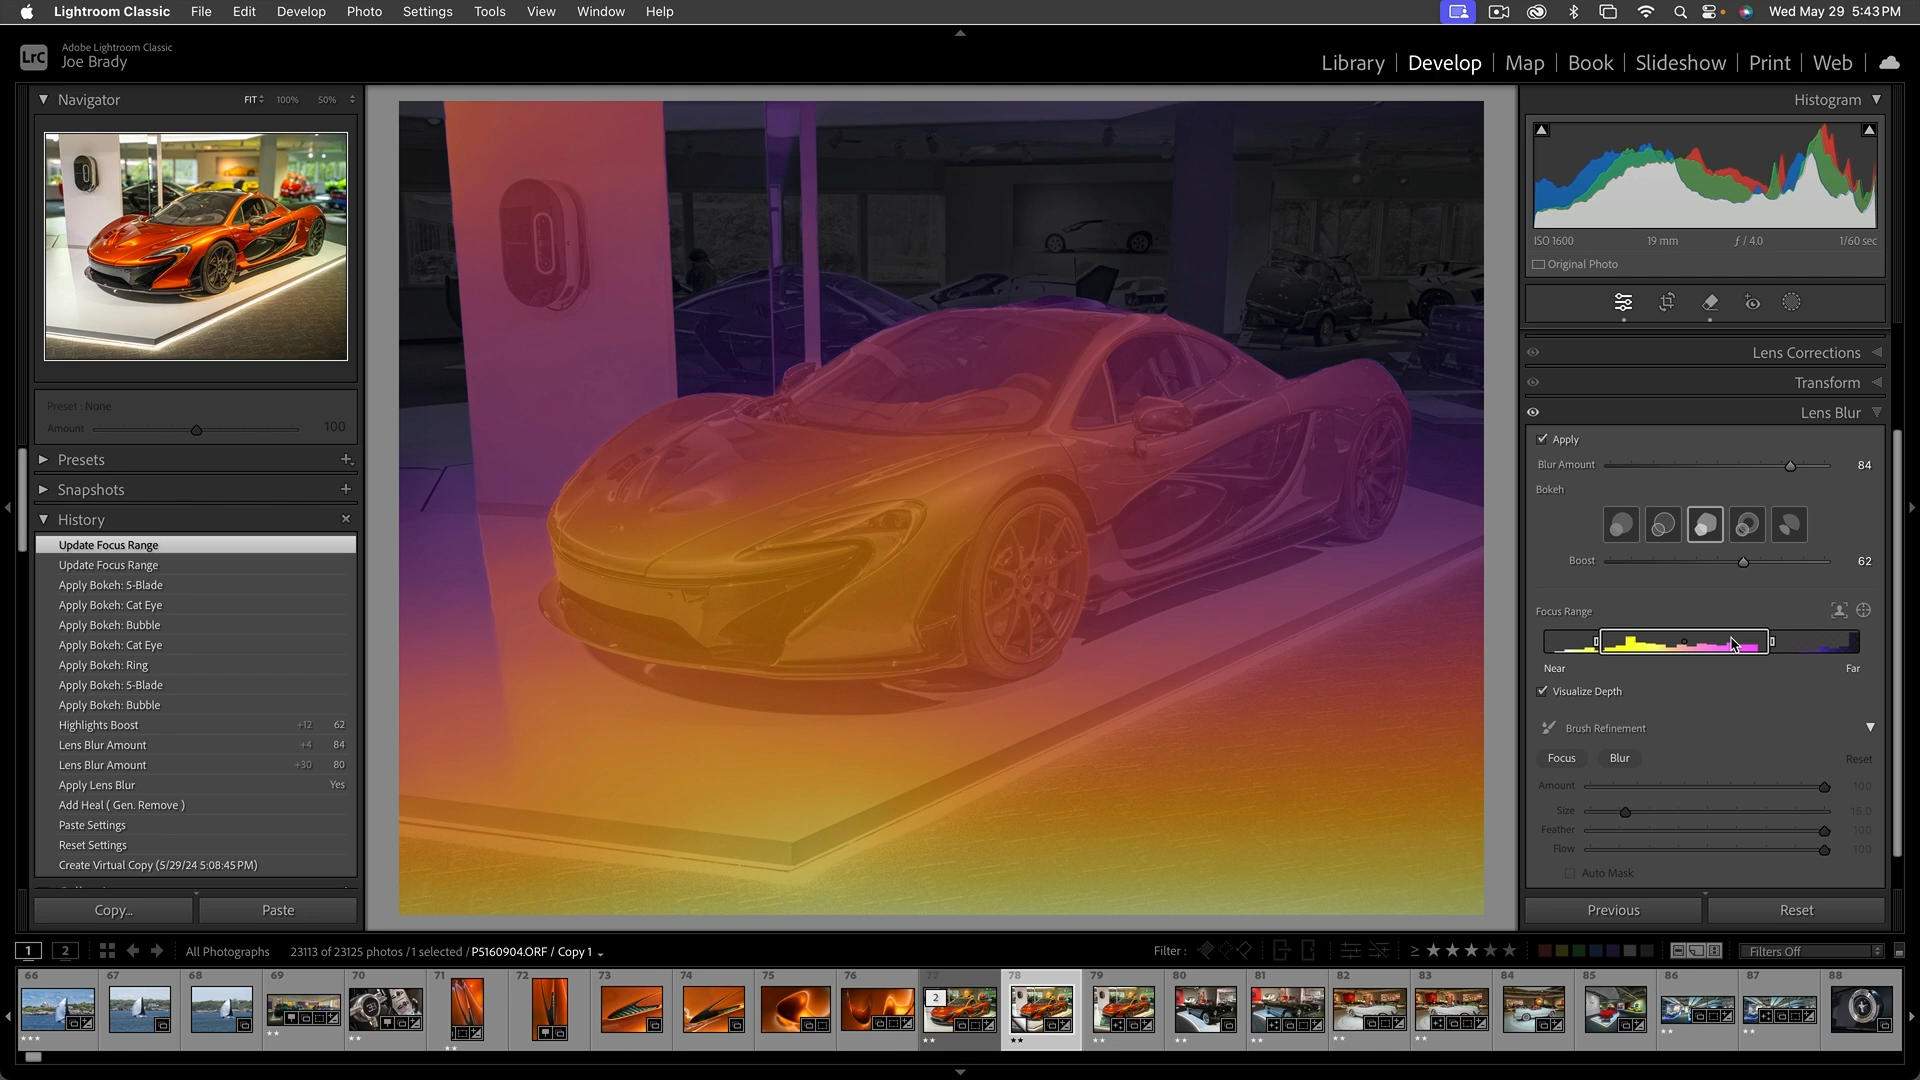 Lightroom Classic File Edit Develop Photo Settings Tools View Window Help Wed May 29 5:43 PM
LrC
Adobe Lightroom Classic
Joe Brady
Library | Develop | Map | Book | Slideshow | Print | Web |
Navigator FIT 100% 50%
Preset : None
Amount 100
Presets
Snapshots
History
Update Focus Range
Update Focus Range
Apply Bokeh: 5-Blade
Apply Bokeh: Cat Eye
Apply Bokeh: Bubble
Apply Bokeh: Cat Eye
Apply Bokeh: Ring
Apply Bokeh: 5-Blade
Apply Bokeh: Bubble
Highlights Boost +12 62
Lens Blur Amount +4 84
Lens Blur Amount +30 80
Apply Lens Blur Yes
Add Heal ( Gen. Remove )
Paste Settings
Reset Settings
Create Virtual Copy (5/29/24 5:08:45 PM)
Copy... Paste
Histogram
ISO 1600 19 mm ƒ / 4.0 1/60 sec
Original Photo
Lens Corrections
Transform
Lens Blur
Apply
Blur Amount 84
Bokeh
Boost 62
Focus Range
Near Far
Visualize Depth
Brush Refinement
Focus Blur Reset
Amount 100
Size 15.0
Feather 100
Flow 100
Auto Mask
Previous Reset
1 2 All Photographs 23113 of 23125 photos / 1 selected / P5160904.ORF / Copy 1 Filter : ≥ ★★★★★ Filters Off
66 67 68 69 70 71 72 73 74 75 76 77 78 79 80 81 82 83 84 85 86 87 88
2